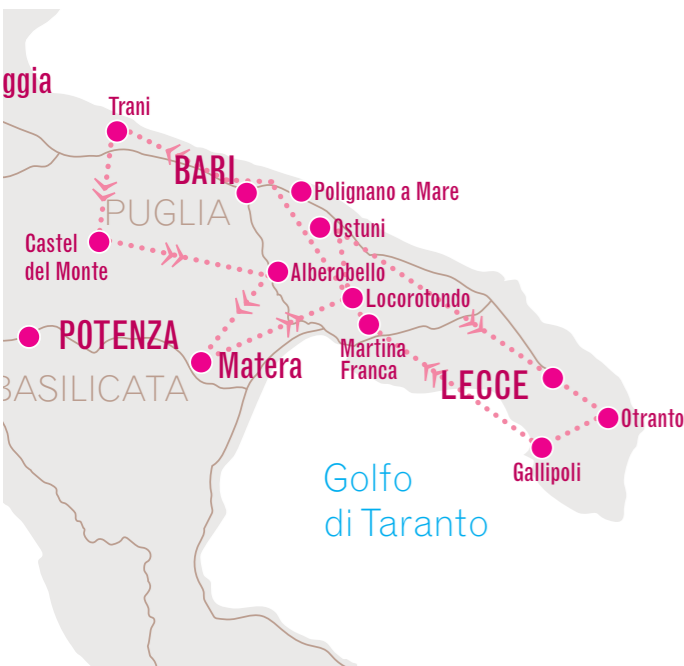 ggia
Trani
BARI
Polignano a Mare
PUGLIA
Ostuni
Castel
del Monte
Alberobello
Locorotondo
POTENZA
Matera
Martina
Franca
BASILICATA
LECCE
Otranto
Gallipoli
Golfo
di Taranto